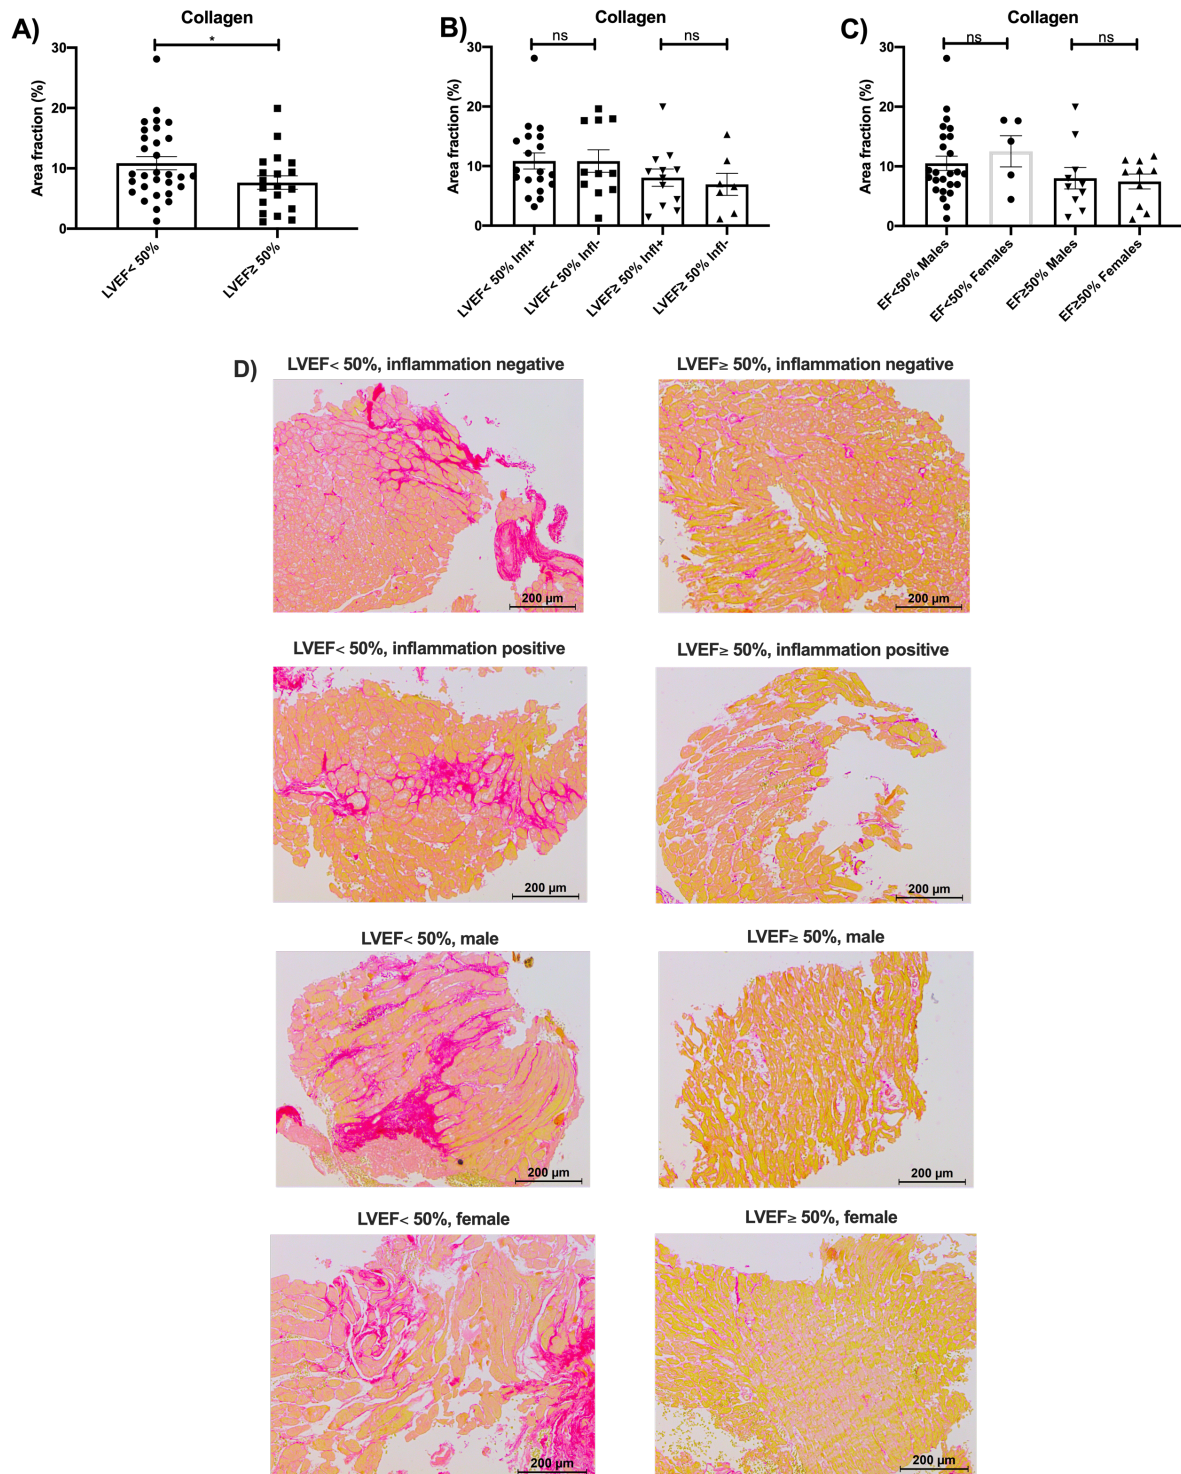 A)
Collagen
*
Area fraction (%)
30
20
10
0
LVEF< 50%
LVEF≥ 50%
B)
Collagen
ns
ns
Area fraction (%)
30
20
10
0
LVEF< 50% Infl+
LVEF< 50% Infl-
LVEF≥ 50% Infl+
LVEF≥ 50% Infl-
C)
Collagen
ns
ns
Area fraction (%)
30
20
10
0
EF<50% Males
EF<50% Females
EF≥50% Males
EF≥50% Females
D)
LVEF< 50%, inflammation negative
LVEF≥ 50%, inflammation negative
200 µm
200 µm
LVEF< 50%, inflammation positive
LVEF≥ 50%, inflammation positive
200 µm
200 µm
LVEF< 50%, male
LVEF≥ 50%, male
200 µm
200 µm
LVEF< 50%, female
LVEF≥ 50%, female
200 µm
200 µm